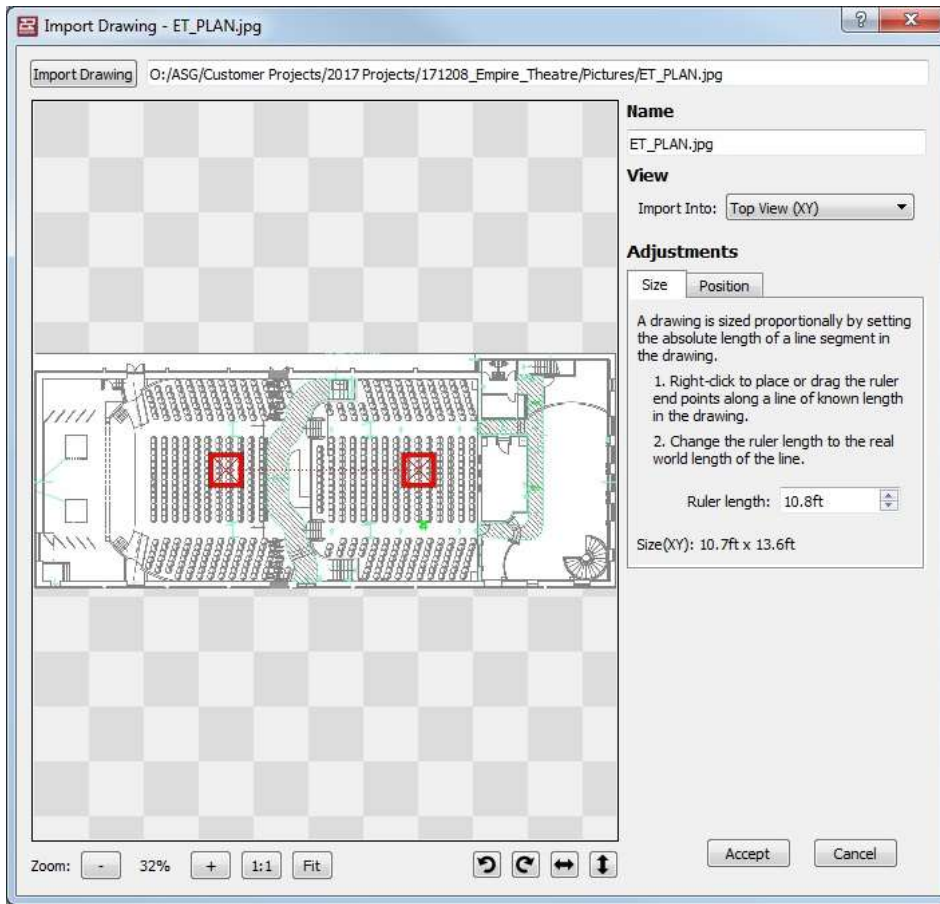 Import Drawing - ET_PLAN.jpg
Import Drawing
O:/ASG/Customer Projects/2017 Projects/171208_Empire_Theatre/Pictures/ET_PLAN.jpg
Name
ET_PLAN.jpg
View
Import Into: Top View (XY)
Adjustments
Size
Position
A drawing is sized proportionally by setting
the absolute length of a line segment in
the drawing.
1. Right-click to place or drag the ruler
end points along a line of known length
in the drawing.
2. Change the ruler length to the real
world length of the line.
Ruler length: 10.8ft
Size(XY): 10.7ft x 13.6ft
Zoom: - 32% + 1:1 Fit
Accept
Cancel